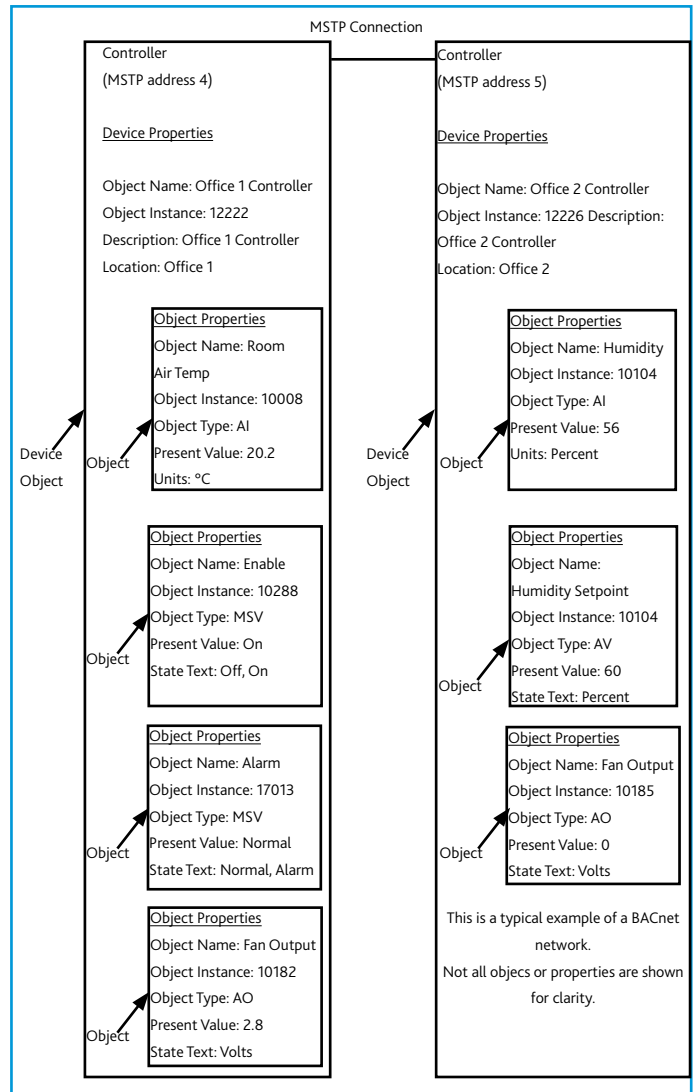 MSTP Connection
Controller
(MSTP address 4)
Device Properties
Object Name: Office 1 Controller
Object Instance: 12222
Description: Office 1 Controller
Location: Office 1
Device
Object
Object Properties
Object Name: Room
Air Temp
Object Instance: 10008
Object Type: AI
Present Value: 20.2
Units: °C
Object
Object Properties
Object Name: Enable
Object Instance: 10288
Object Type: MSV
Present Value: On
State Text: Off, On
Object
Object Properties
Object Name: Alarm
Object Instance: 17013
Object Type: MSV
Present Value: Normal
State Text: Normal, Alarm
Object
Object Properties
Object Name: Fan Output
Object Instance: 10182
Object Type: AO
Present Value: 2.8
State Text: Volts
Object
Controller
(MSTP address 5)
Device Properties
Object Name: Office 2 Controller
Object Instance: 12226 Description:
Office 2 Controller
Location: Office 2
Device
Object
Object Properties
Object Name: Humidity
Object Instance: 10104
Object Type: AI
Present Value: 56
Units: Percent
Object
Object Properties
Object Name:
Humidity Setpoint
Object Instance: 10104
Object Type: AV
Present Value: 60
State Text: Percent
Object
Object Properties
Object Name: Fan Output
Object Instance: 10185
Object Type: AO
Present Value: 0
State Text: Volts
Object
This is a typical example of a BACnet
network.
Not all objecs or properties are shown
for clarity.